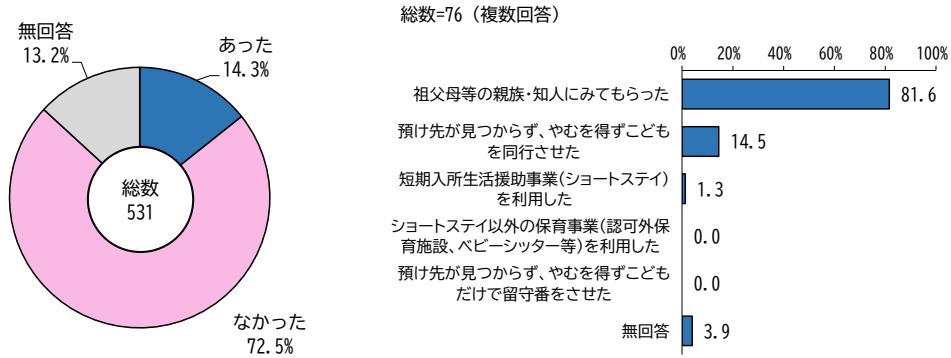 無回答
13.2%
あった
14.3%
総数
531
なかった
72.5%
総数=76（複数回答）
0% 20% 40% 60% 80% 100%
祖父母等の親族・知人にみてもらった 81.6
預け先が見つからず、やむを得ずこども
を同行させた 14.5
短期入所生活援助事業(ショートステイ)
を利用した 1.3
ショートステイ以外の保育事業(認可外保
育施設、ベビーシッター等)を利用した 0.0
預け先が見つからず、やむを得ずこども
だけで留守番をさせた 0.0
無回答 3.9